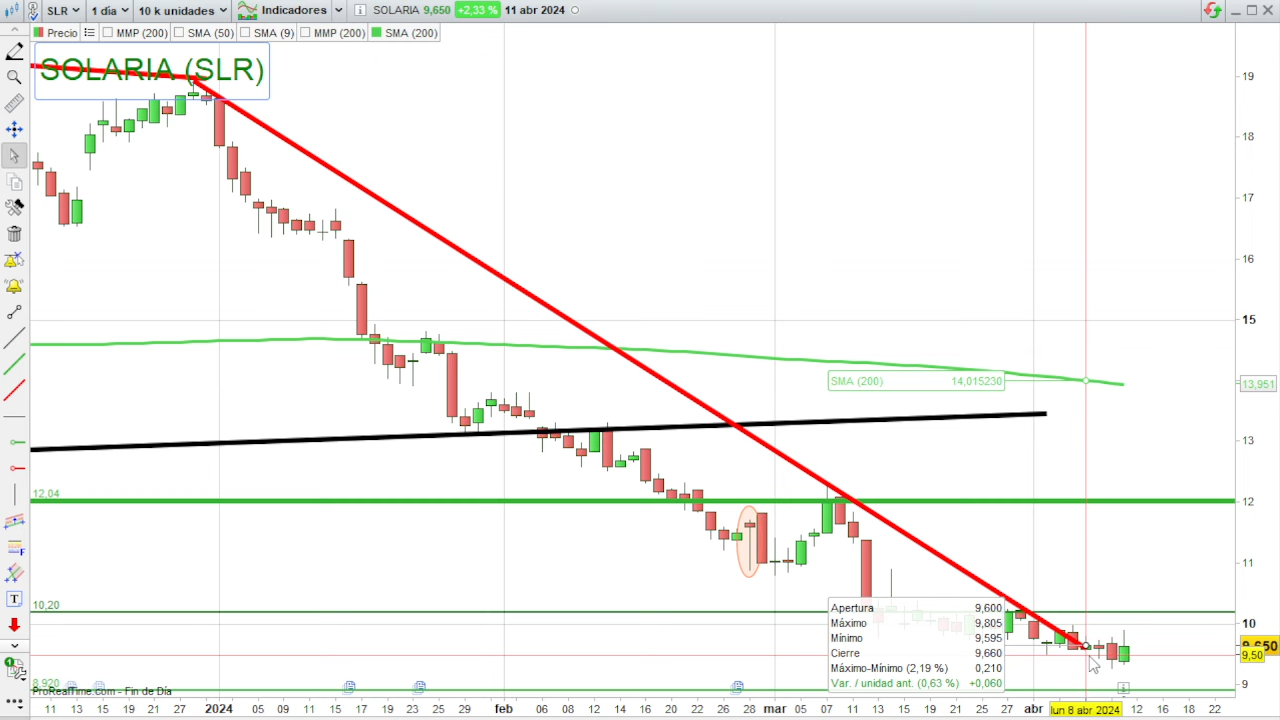 SLR 1 día 10 k unidades Indicadores SOLARIA 9,650 +2,33 % 11 abr 2024
Precio MMP (200) SMA (50) SMA (9) MMP (200) SMA (200)
SOLARIA (SLR)
19
18
17
16
15
SMA (200) 14,015230
13,951
13
12,04
12
11
10,20
10
Apertura 9,600
Máximo 9,805
Mínimo 9,595
Cierre 9,660
Máximo-Mínimo (2,19 %) 0,210
Var. / unidad ant. (0,63 %) +0,060
9,650
9,50
8,920
9
ProRealTime.com - Fin de Día
11 13 15 19 21 27 2024 05 09 11 15 17 19 23 25 29 feb 06 08 12 14 16 20 22 26 28 mar 05 07 11 13 15 19 21 25 27 abr lun 8 abr 2024 12 16 18 22